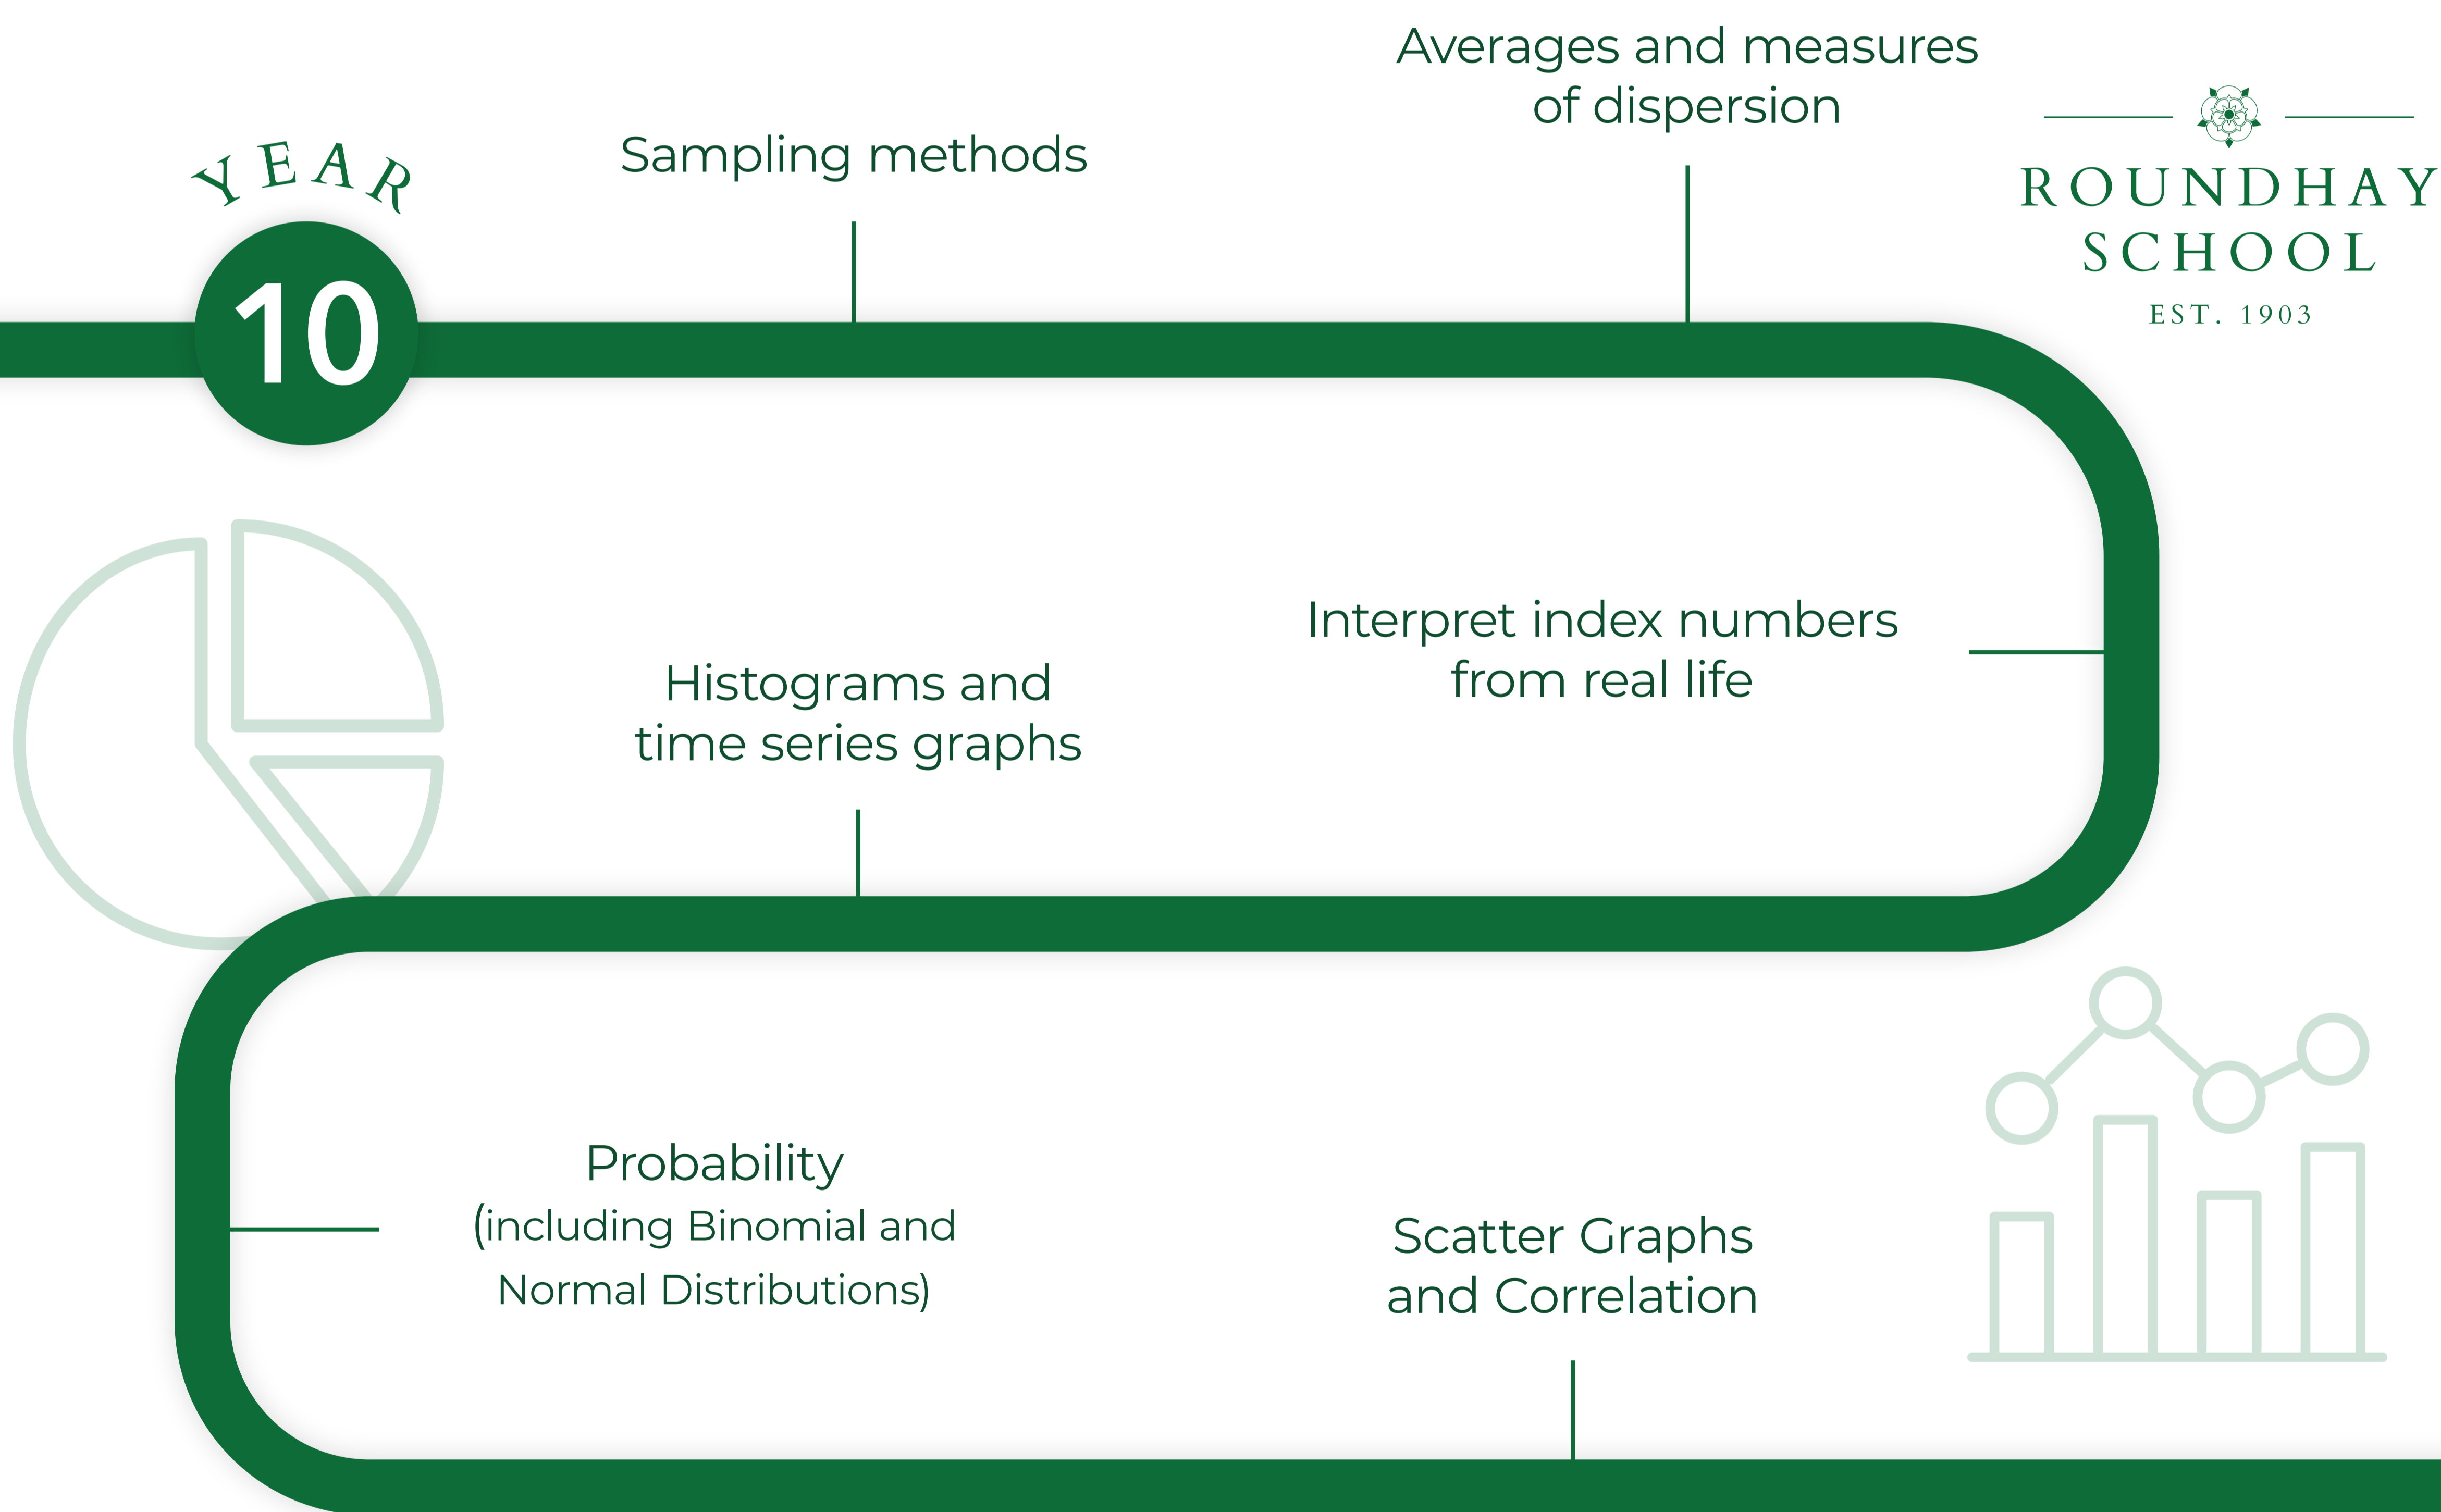 Averages and measures
of dispersion
Sampling methods
YEAR
10
ROUNDHAY
SCHOOL
EST. 1903
Interpret index numbers
from real life
Histograms and
time series graphs
Probability
(including Binomial and
Normal Distributions)
Scatter Graphs
and Correlation